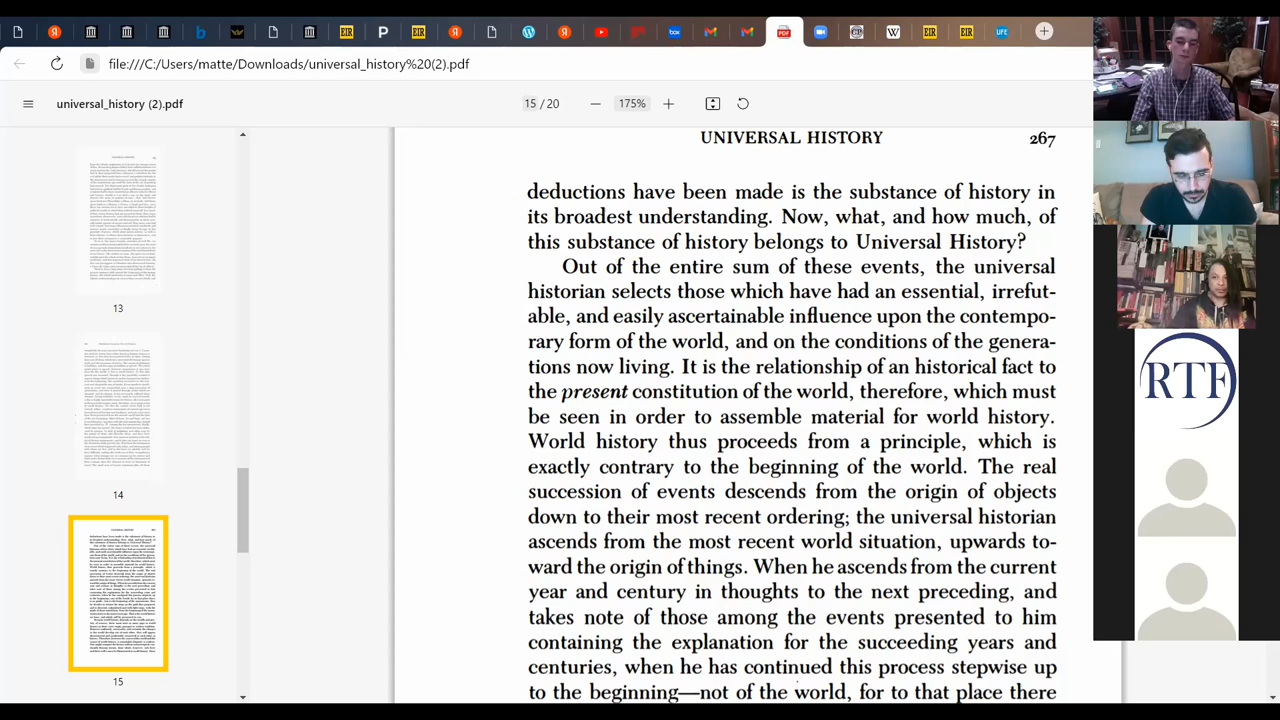 EIR
P
EIR
PDF
box
W
EIR
EIR
LIFE
file:///C:/Users/matte/Downloads/universal_history%20(2).pdf
universal_history (2).pdf
15 / 20
175%
13
14
15
UNIVERSAL HISTORY 267
eductions have been made is the substance of history in
its broadest understanding. Now, what, and how much, of
this substance of history belongs to Universal History?
Out of the entire sum of these events, the universal
historian selects those which have had an essential, irrefut-
able, and easily ascertainable influence upon the contempo-
rary form of the world, and on the conditions of the genera-
tions now living. It is the relationship of an historical fact to
the present constitution of the world, therefore, which must
be seen in order to assemble material for world history.
World history thus proceeds from a principle, which is
exactly contrary to the beginning of the world. The real
succession of events descends from the origin of objects
down to their most recent ordering; the universal historian
ascends from the most recent world situation, upwards to-
ward the origin of things. When he ascends from the current
year and century in thoughts to the next preceding, and
takes note of those among the events presented to him
containing the explanation for the succeeding years and
centuries, when he has continued this process stepwise up
to the beginning—not of the world, for to that place there
RTF